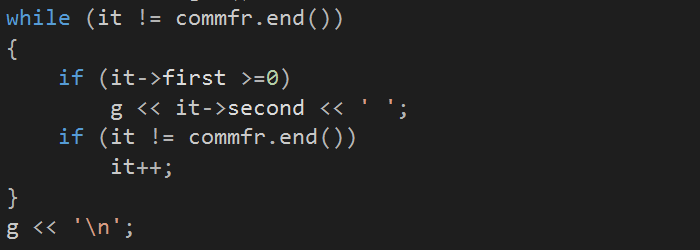 while (it != commfr.end())
{
    if (it->first >=0)
        g << it->second << ' ';
    if (it != commfr.end())
        it++;
}
g << '\n';